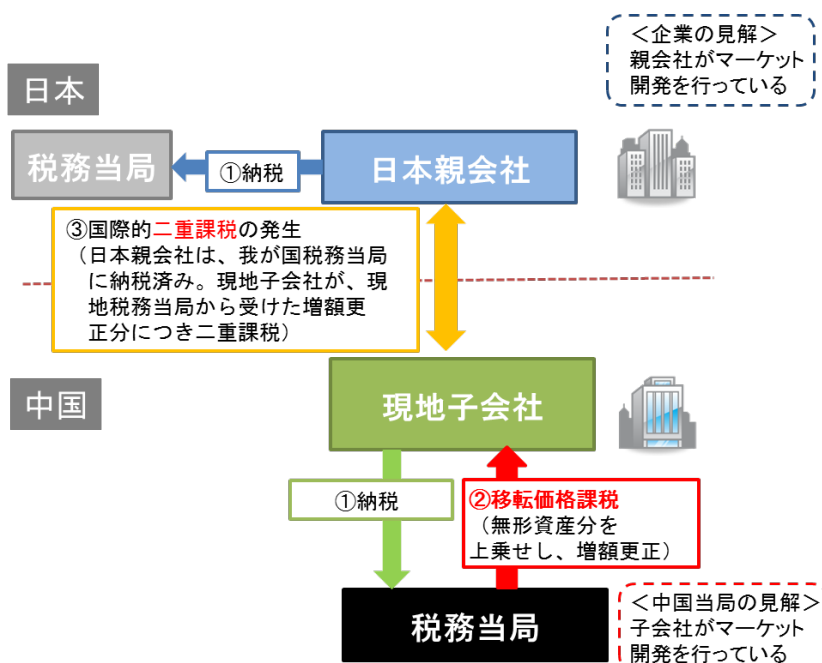 ＜企業の見解＞
親会社がマーケット
開発を行っている
日本
税務当局
①納税
日本親会社
③国際的二重課税の発生
（日本親会社は、我が国税務当局
に納税済み。現地子会社が、現
地税務当局から受けた増額更
正分につき二重課税）
中国
現地子会社
①納税
②移転価格課税
（無形資産分を
上乗せし、増額更正）
税務当局
＜中国当局の見解＞
子会社がマーケット
開発を行っている